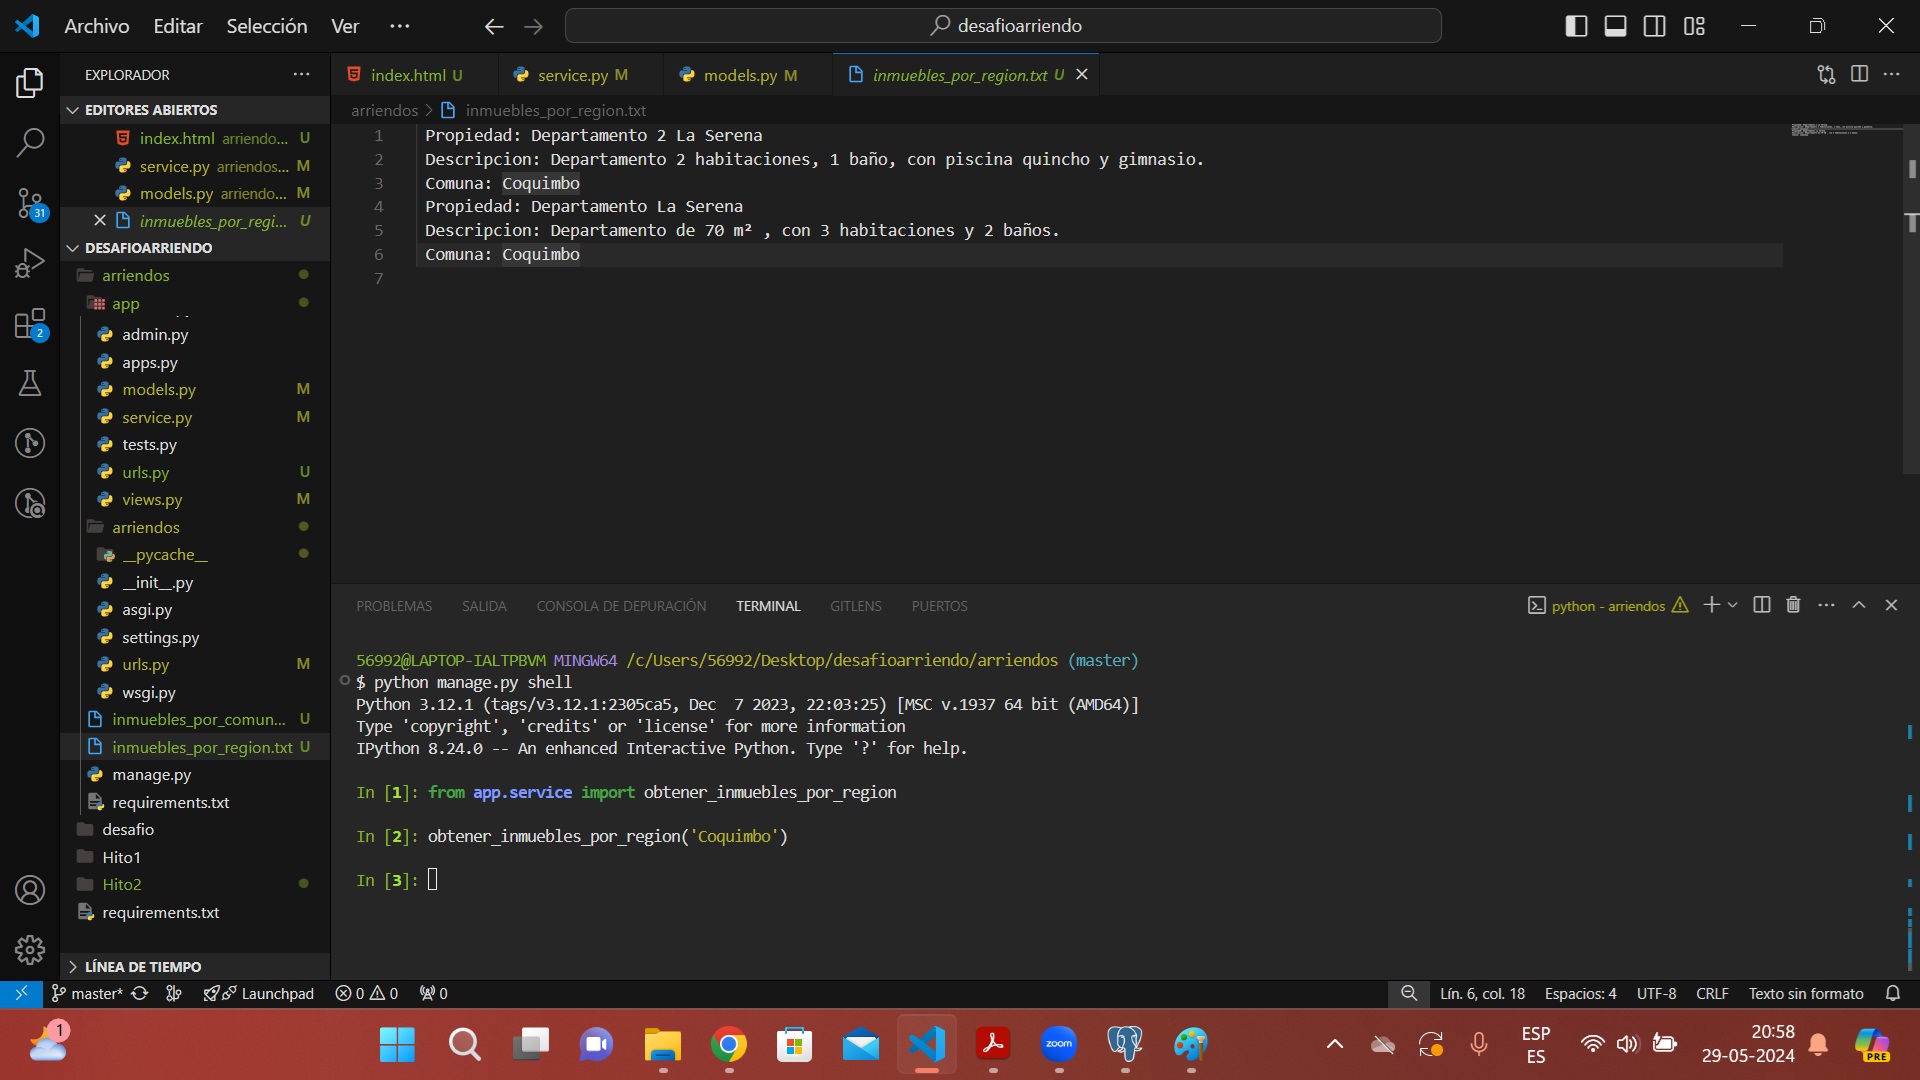 Archivo Editar Selección Ver ··· desafioarriendo
EXPLORADOR ···
EDITORES ABIERTOS
index.html arriendo... U
service.py arriendos... M
models.py arriendo... M
inmuebles_por_regi... U
DESAFIOARRIENDO
arriendos
app
admin.py
apps.py
models.py M
service.py M
tests.py
urls.py U
views.py M
arriendos
__pycache__
__init__.py
asgi.py
settings.py
urls.py M
wsgi.py
inmuebles_por_comun... U
inmuebles_por_region.txt U
manage.py
requirements.txt
desafio
Hito1
Hito2
requirements.txt
LÍNEA DE TIEMPO
31
2
index.html U service.py M models.py M inmuebles_por_region.txt U
arriendos > inmuebles_por_region.txt
1 Propiedad: Departamento 2 La Serena
2 Descripcion: Departamento 2 habitaciones, 1 baño, con piscina quincho y gimnasio.
3 Comuna: Coquimbo
4 Propiedad: Departamento La Serena
5 Descripcion: Departamento de 70 m² , con 3 habitaciones y 2 baños.
6 Comuna: Coquimbo
7
PROBLEMAS SALIDA CONSOLA DE DEPURACIÓN TERMINAL GITLENS PUERTOS python - arriendos
56992@LAPTOP-IALTPBVM MINGW64 /c/Users/56992/Desktop/desafioarriendo/arriendos (master)
$ python manage.py shell
Python 3.12.1 (tags/v3.12.1:2305ca5, Dec  7 2023, 22:03:25) [MSC v.1937 64 bit (AMD64)]
Type 'copyright', 'credits' or 'license' for more information
IPython 8.24.0 -- An enhanced Interactive Python. Type '?' for help.
In [1]: from app.service import obtener_inmuebles_por_region
In [2]: obtener_inmuebles_por_region('Coquimbo')
In [3]:
master* Launchpad 0 0 0 Lín. 6, col. 18 Espacios: 4 UTF-8 CRLF Texto sin formato
1 zoom ESP 20:58
ES 29-05-2024 PRE